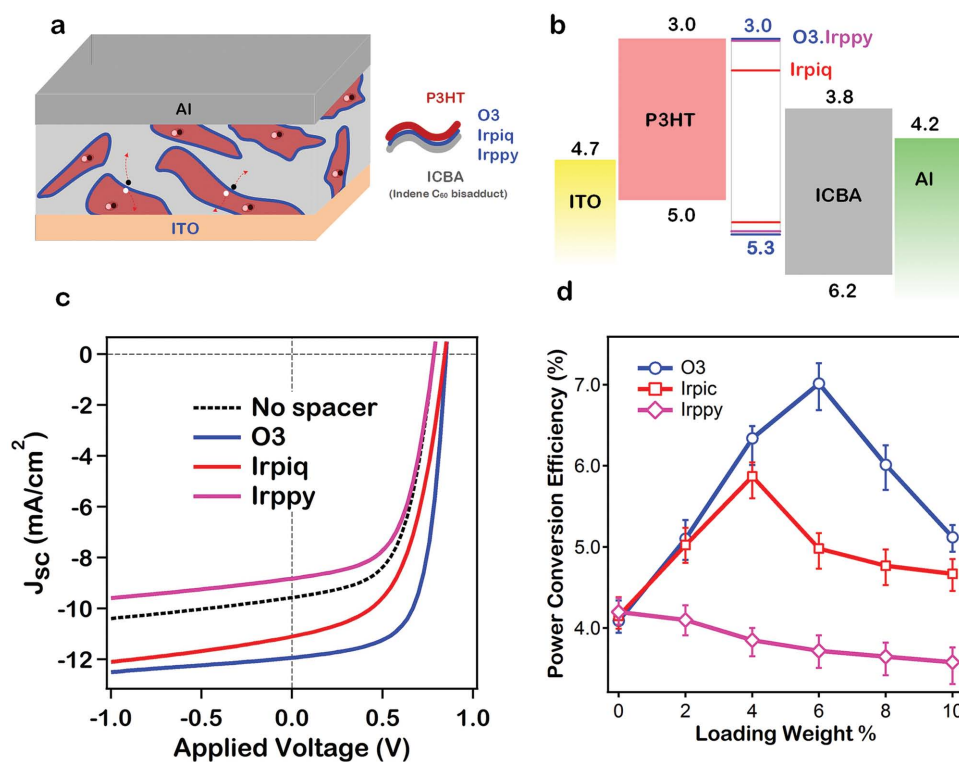 a
Al
ITO
P3HT
O3
Irpiq
Irppy
ICBA
(Indene C₆₀ bisadduct)
b
3.0
3.0
O3.Irppy
Irpiq
P3HT
3.8
4.7
4.2
ITO
ICBA
Al
5.0
5.3
6.2
c
0
-2
-4
-6
-8
-10
-12
Jsc (mA/cm²)
No spacer
O3
Irpiq
Irppy
-1.0
-0.5
0.0
0.5
1.0
Applied Voltage (V)
d
7.0
6.0
5.0
4.0
Power Conversion Efficiency (%)
O3
Irpic
Irppy
0
2
4
6
8
10
Loading Weight %